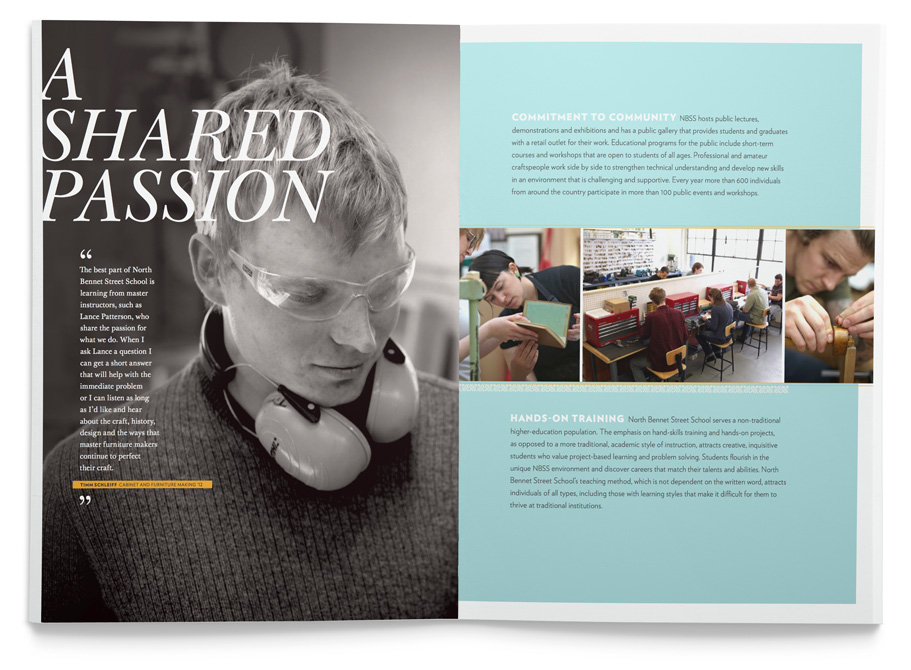 A
SHARED
PASSION
“
The best part of North
Bennet Street School is
learning from master
instructors, such as
Lance Patterson, who
share the passion for
what we do. When I
ask Lance a question I
can get a short answer
that will help with the
immediate problem
or I can listen as long
as I'd like and hear
about the craft, history,
design and the ways that
master furniture makers
continue to perfect
their craft.
TIMM SCHLEIFF CABINET AND FURNITURE MAKING '12
”
COMMITMENT TO COMMUNITY NBSS hosts public lectures,
demonstrations and exhibitions and has a public gallery that provides students and graduates
with a retail outlet for their work. Educational programs for the public include short-term
courses and workshops that are open to students of all ages. Professional and amateur
craftspeople work side by side to strengthen technical understanding and develop new skills
in an environment that is challenging and supportive. Every year more than 600 individuals
from around the country participate in more than 100 public events and workshops.
HANDS-ON TRAINING North Bennet Street School serves a non-traditional
higher-education population. The emphasis on hand-skills training and hands-on projects,
as opposed to a more traditional, academic style of instruction, attracts creative, inquisitive
students who value project-based learning and problem solving. Students flourish in the
unique NBSS environment and discover careers that match their talents and abilities. North
Bennet Street School's teaching method, which is not dependent on the written word, attracts
individuals of all types, including those with learning styles that make it difficult for them to
thrive at traditional institutions.